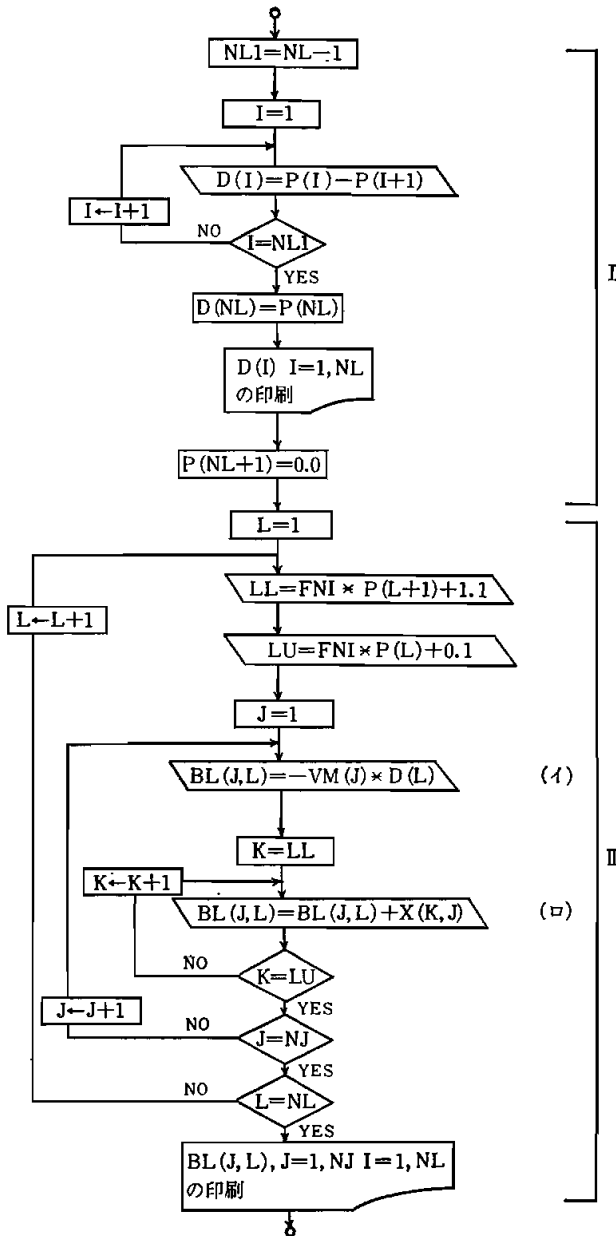 NL1=NL-1
I=1
D(I)=P(I)-P(I+1)
I←I+1
NO
I=NL1
YES
D(NL)=P(NL)
D(I) I=1,NL
の印刷
P(NL+1)=0.0
II
L=1
LL=FNI* P(L+1)+1.1
L←L+1
LU=FNI*P(L)+0.1
J=1
BL(J,L)=-VM(J)*D(L)
(イ)
K=LL
K←K+1
III
BL(J,L)=BL(J,L)+X(K,J)
(ロ)
NO
K=LU
YES
J←J+1
NO
J=NJ
YES
NO
L=NL
YES
BL(J,L),J=1,NJ I=1,NL
の印刷